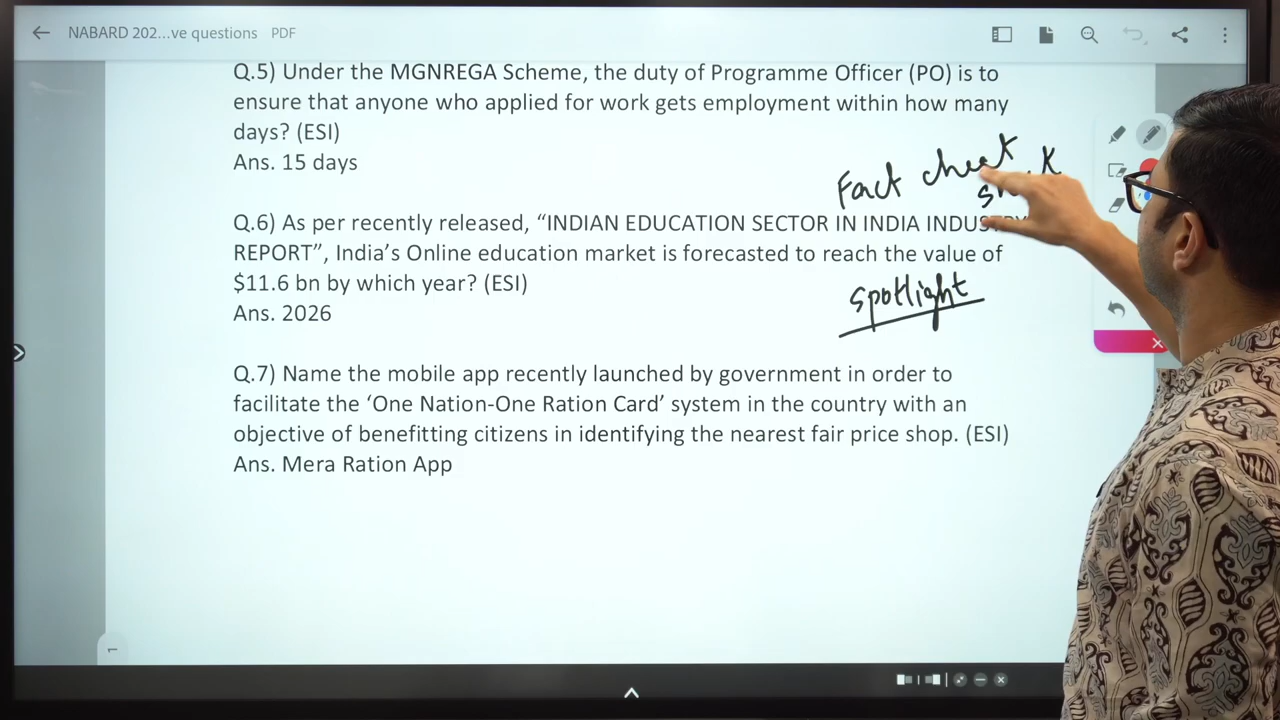 NABARD 202...ve questions PDF
Q.5) Under the MGNREGA Scheme, the duty of Programme Officer (PO) is to
ensure that anyone who applied for work gets employment within how many
days? (ESI)
Ans. 15 days
Fact check
Q.6) As per recently released, “INDIAN EDUCATION SECTOR IN INDIA INDUSTRY
REPORT”, India’s Online education market is forecasted to reach the value of
$11.6 bn by which year? (ESI)
spotlight
Ans. 2026
Q.7) Name the mobile app recently launched by government in order to
facilitate the ‘One Nation-One Ration Card’ system in the country with an
objective of benefitting citizens in identifying the nearest fair price shop. (ESI)
Ans. Mera Ration App
1